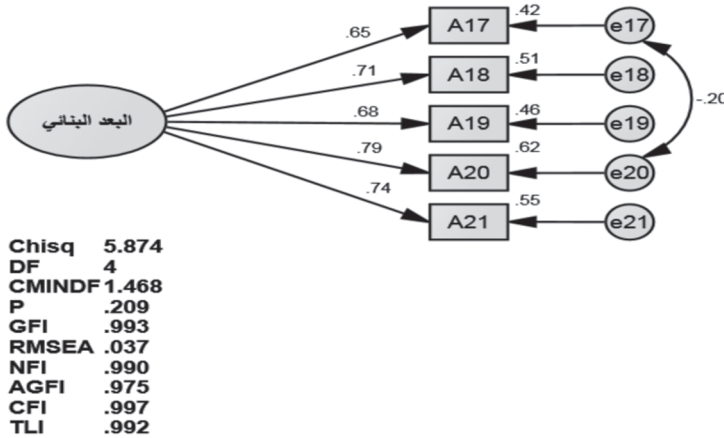 .65 A17 .42 e17
.71 A18 .51 e18
البعد البنائي .68 A19 .46 e19
-.20
.79 A20 .62 e20
.74 A21 .55 e21
Chisq 5.874
DF 4
CMINDF 1.468
P .209
GFI .993
RMSEA .037
NFI .990
AGFI .975
CFI .997
TLI .992